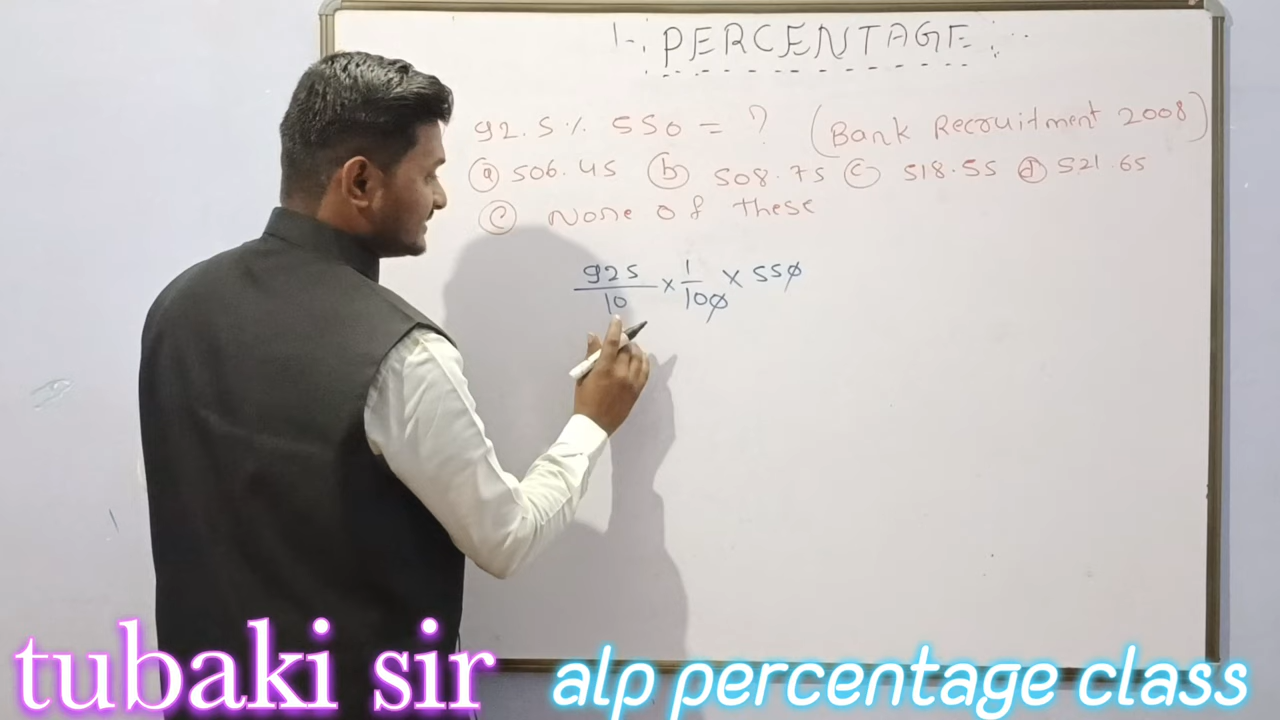 1-. PERCENTAGE
92.5% 550 = ? (Bank Recruitment 2008)
(a) 506.45 (b) 508.75 (c) 518.55 (d) 521.65
(e) None of these
925/10 × 1/100 × 550
tubaki sir
alp percentage class